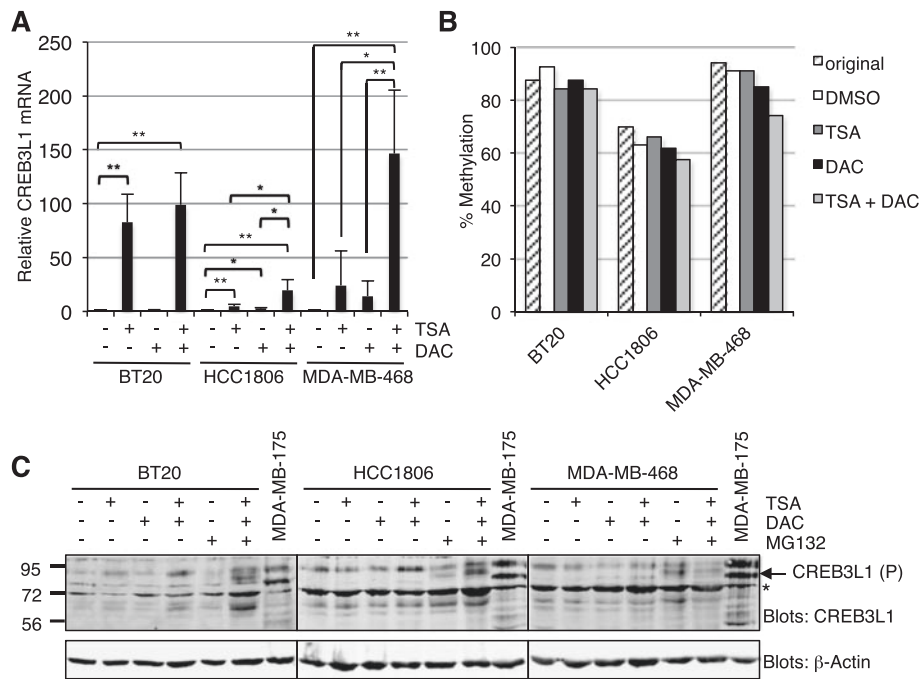 A
Relative CREB3L1 mRNA
250
200
150
100
50
0
** ** ** * ** * * ** * **
- + - + - + - + - + - + TSA
- - + + - - + + - - + + DAC
BT20 HCC1806 MDA-MB-468
B
% Methylation
100
80
60
40
20
0
BT20
HCC1806
MDA-MB-468
original
DMSO
TSA
DAC
TSA + DAC
C
BT20 MDA-MB-175 HCC1806 MDA-MB-175 MDA-MB-468 MDA-MB-175
- + - + - + - + - + - + - + - + - + TSA
- - + + - + - - + + - + - - + + - + DAC
- - - - + + - - - - + + - - - - + + MG132
95
72
56
CREB3L1 (P)
*
Blots: CREB3L1
Blots: β-Actin